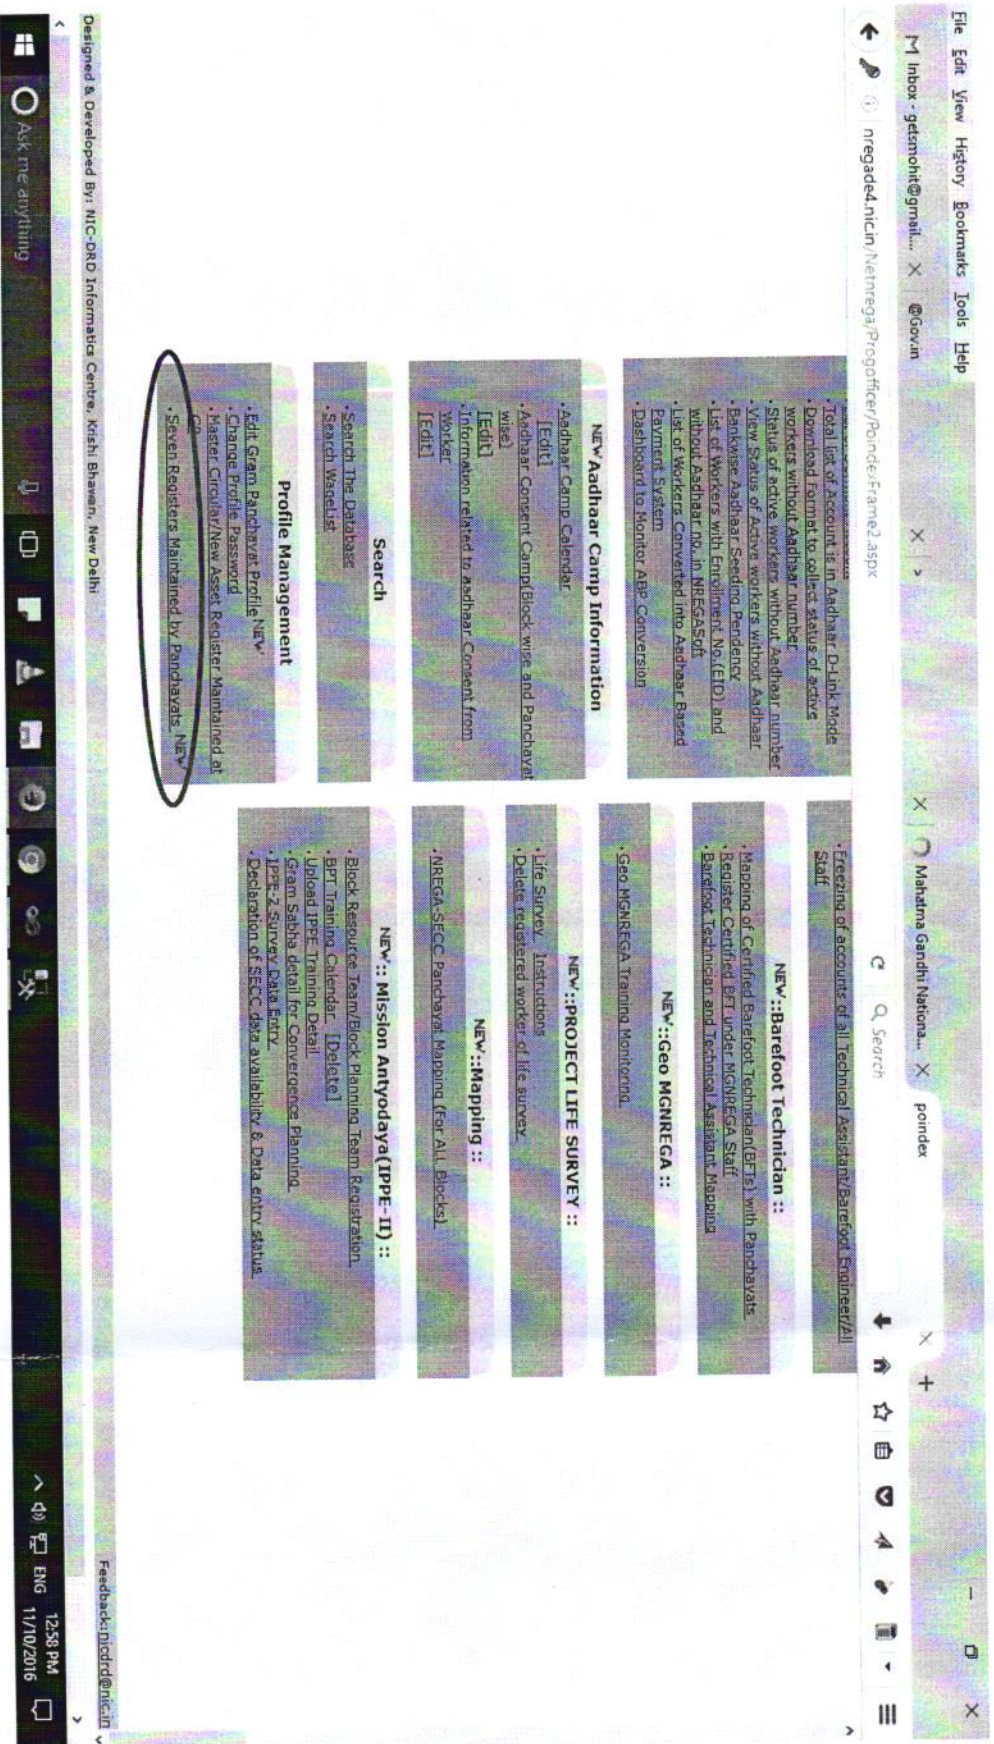 File Edit View History Bookmarks Tools Help
Inbox - getsmohit@gmail.... @Gov.in Mahatma Gandhi Nationa... poindex
nregade4.nic.in/Netnrega/Progofficer/PoindexFrame2.aspx Search
Total list of Account is in Aadhaar D-Link Mode
Download Format to collect status of active
workers without Aadhaar number
Status of active workers without Aadhaar number
View Status of Active workers without Aadhaar
Bankwise Aadhaar Seeding Pendency
List of Workers with Enrollment No.(EID) and
without Aadhaar no. in NREGASoft
List of Workers Converted into Aadhaar Based
Payment System
Dashboard to Monitor ABP Conversion
NEW Aadhaar Camp Information
Aadhaar Camp Calendar
[Edit]
Aadhaar Consent Camp(Block wise and Panchayat
wise)
[Edit]
Information related to aadhaar Consent from
Worker
[Edit]
Search
Search The Database
Search Wagelist
Profile Management
Edit Gram Panchayat Profile NEW
Change Profile Password
Master Circular/New Asset Register Maintained at
Seven Registers Maintained by Panchayats NEW
Freezing of accounts of all Technical Assistant/Barefoot Engineer/All
Staff
NEW ::Barefoot Technician ::
Mapping of Certified Barefoot Technician(BFTs) with Panchayats
Register Certified BFT under MGNREGA Staff
Barefoot Technician and Technical Assistant Mapping
NEW ::Geo MGNREGA ::
Geo MGNREGA Training Monitoring
NEW ::PROJECT LIFE SURVEY ::
Life Survey Instructions
Delete registered worker of life survey
NEW ::Mapping ::
NREGA-SECC Panchayat Mapping (For ALL Blocks)
NEW :: Mission Antyodaya(IPPE-II) ::
Block Resource Team/Block Planning Team Registration
BPT Training Calendar [Delete]
Upload IPPE Training Detail
Gram Sabha detail for Convergence Planning
IPPE-2 Survey Data Entry
Declaration of SECC data availability & Data entry status
Designed & Developed By: NIC-DRD Informatics Centre, Krishi Bhawan, New Delhi
Feedback:nicdrd@nic.in
Ask me anything
ENG 12:58 PM
11/10/2016